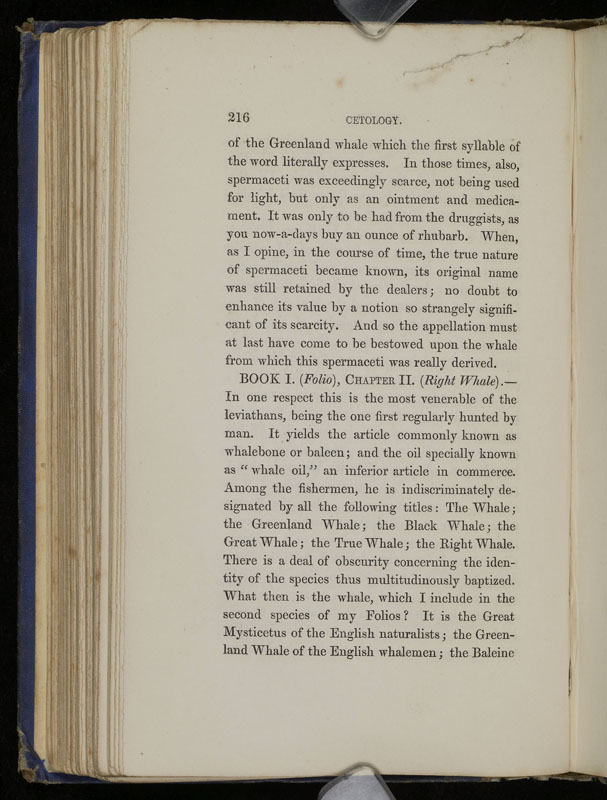 216
CETOLOGY.
of the Greenland whale which the first syllable of
the word literally expresses. In those times, also,
spermaceti was exceedingly scarce, not being used
for light, but only as an ointment and medica-
ment. It was only to be had from the druggists, as
you now-a-days buy an ounce of rhubarb. When,
as I opine, in the course of time, the true nature
of spermaceti became known, its original name
was still retained by the dealers; no doubt to
enhance its value by a notion so strangely signifi-
cant of its scarcity. And so the appellation must
at last have come to be bestowed upon the whale
from which this spermaceti was really derived.
BOOK I. (Folio), CHAPTER II. (Right Whale).—
In one respect this is the most venerable of the
leviathans, being the one first regularly hunted by
man. It yields the article commonly known as
whalebone or baleen; and the oil specially known
as “ whale oil,” an inferior article in commerce.
Among the fishermen, he is indiscriminately de-
signated by all the following titles: The Whale;
the Greenland Whale; the Black Whale; the
Great Whale; the True Whale; the Right Whale.
There is a deal of obscurity concerning the iden-
tity of the species thus multitudinously baptized.
What then is the whale, which I include in the
second species of my Folios? It is the Great
Mysticetus of the English naturalists; the Green-
land Whale of the English whalemen; the Baleine